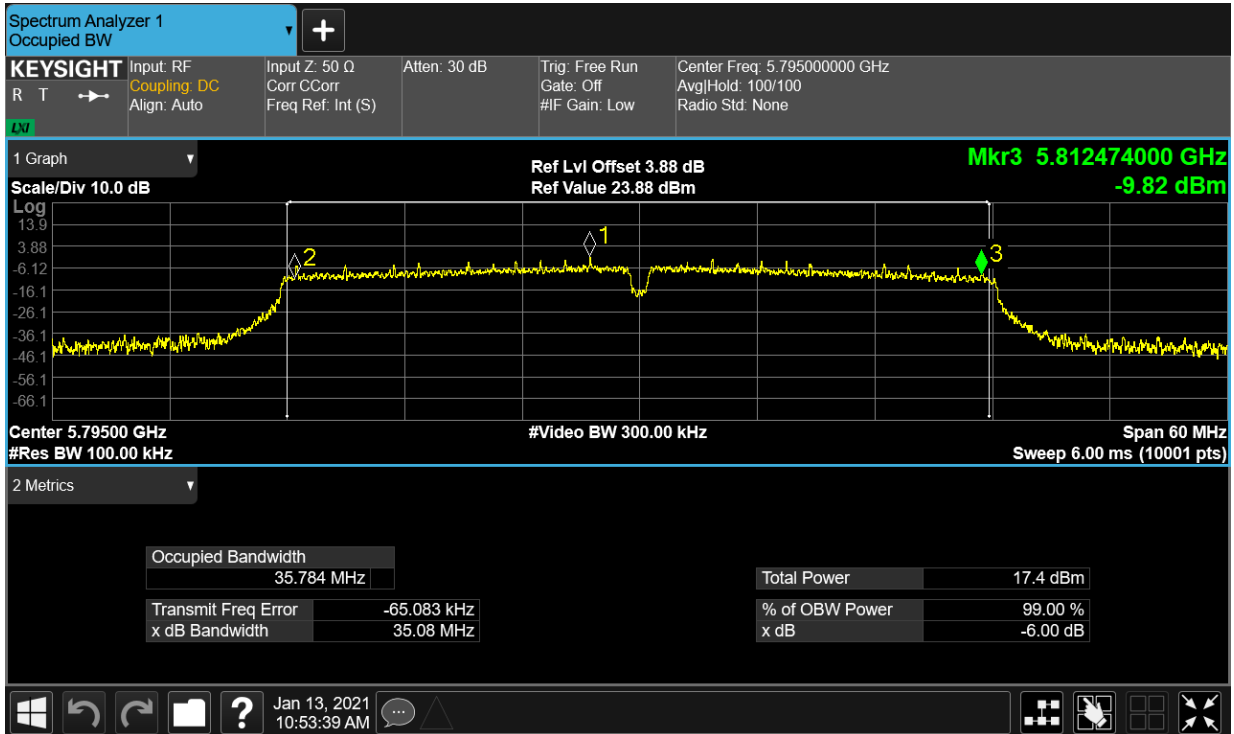 Spectrum Analyzer 1
Occupied BW
KEYSIGHT
R T
LXI
Input: RF
Coupling: DC
Align: Auto
Input Z: 50 Ω
Corr CCorr
Freq Ref: Int (S)
Atten: 30 dB
Trig: Free Run
Gate: Off
#IF Gain: Low
Center Freq: 5.795000000 GHz
Avg|Hold: 100/100
Radio Std: None
1 Graph
Scale/Div 10.0 dB
Ref Lvl Offset 3.88 dB
Ref Value 23.88 dBm
Mkr3 5.812474000 GHz
-9.82 dBm
Log
13.9
3.88
-6.12
-16.1
-26.1
-36.1
-46.1
-56.1
-66.1
2
1
3
Center 5.79500 GHz
#Res BW 100.00 kHz
#Video BW 300.00 kHz
Span 60 MHz
Sweep 6.00 ms (10001 pts)
2 Metrics
Occupied Bandwidth
35.784 MHz
Transmit Freq Error -65.083 kHz
x dB Bandwidth 35.08 MHz
Total Power 17.4 dBm
% of OBW Power 99.00 %
x dB -6.00 dB
?
Jan 13, 2021
10:53:39 AM